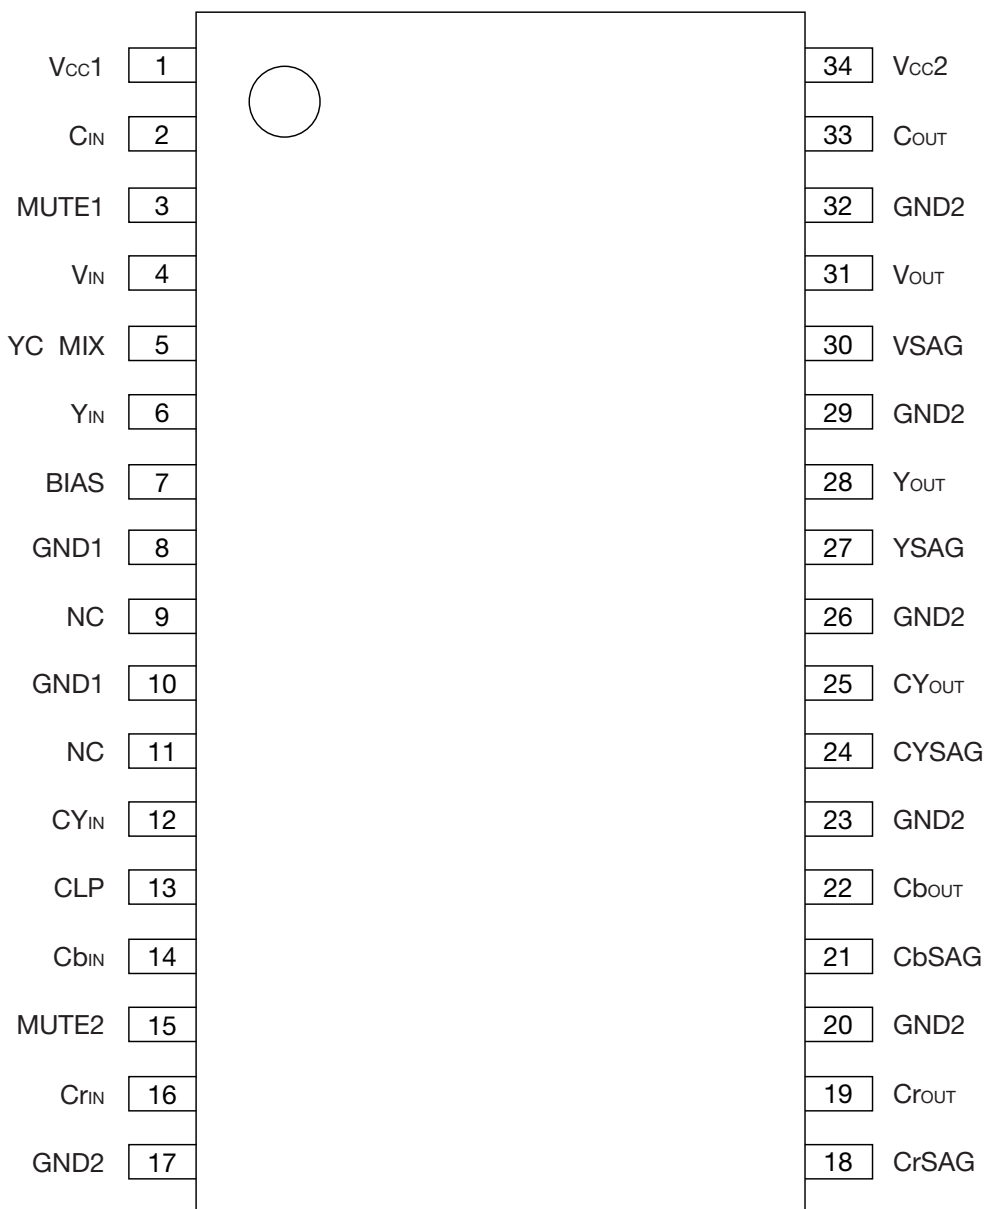 Vcc1 1 34 Vcc2
CIN 2 33 COUT
MUTE1 3 32 GND2
VIN 4 31 VOUT
YC MIX 5 30 VSAG
YIN 6 29 GND2
BIAS 7 28 YOUT
GND1 8 27 YSAG
NC 9 26 GND2
GND1 10 25 CYOUT
NC 11 24 CYSAG
CYIN 12 23 GND2
CLP 13 22 CbOUT
CbIN 14 21 CbSAG
MUTE2 15 20 GND2
CrIN 16 19 CrOUT
GND2 17 18 CrSAG